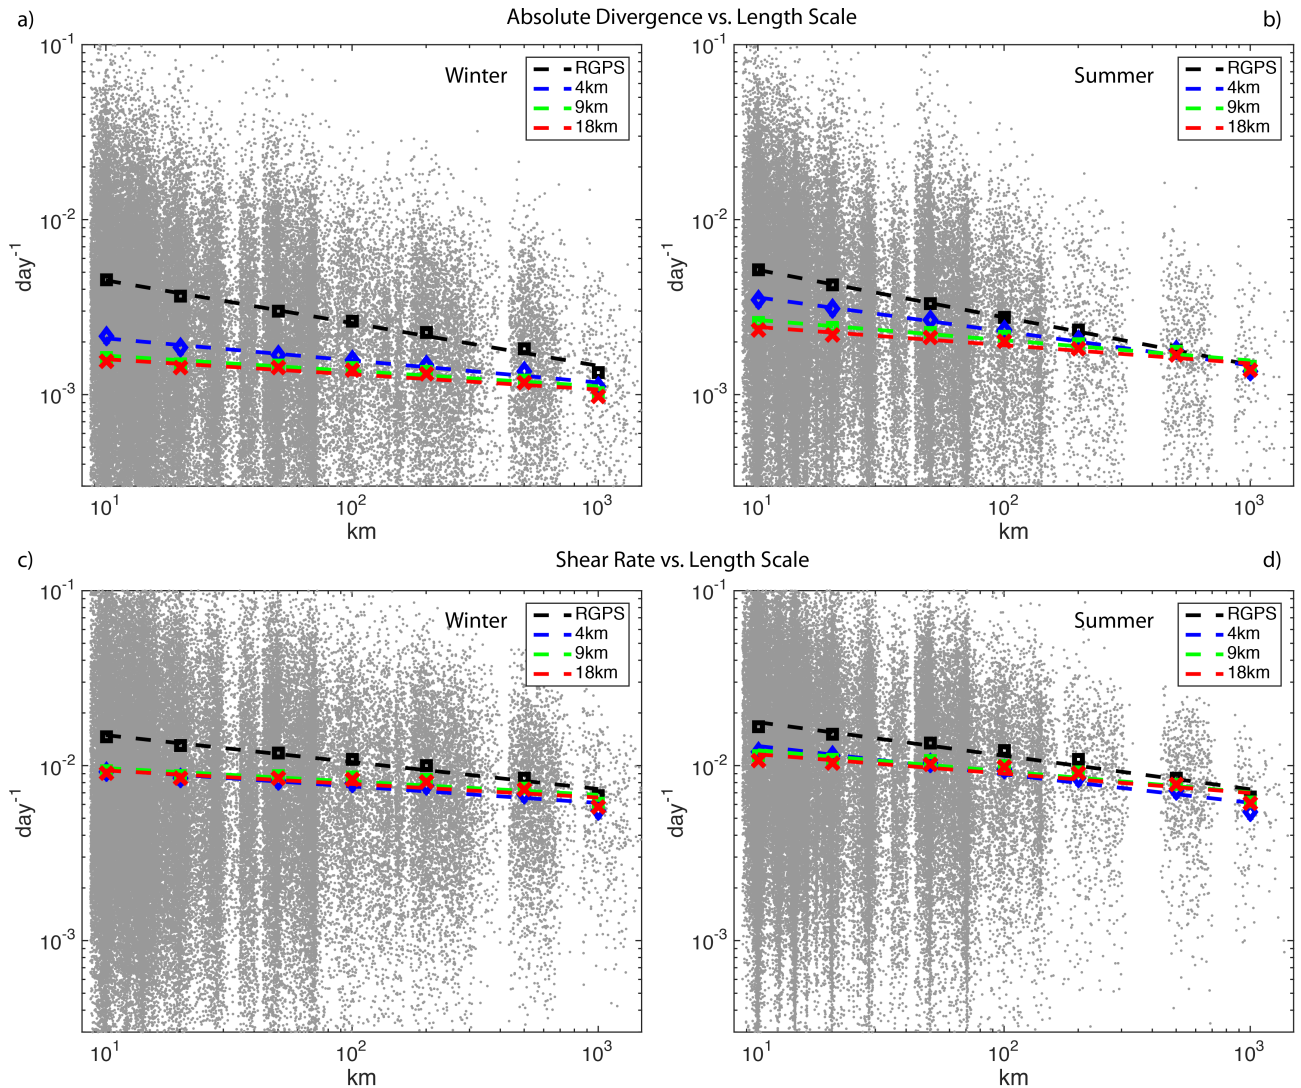 Absolute Divergence vs. Length Scale
a)
b)
Winter
RGPS
4km
9km
18km
10⁻¹
10⁻²
10⁻³
day⁻¹
10¹
10²
10³
km
Summer
RGPS
4km
9km
18km
10⁻¹
10⁻²
10⁻³
day⁻¹
10¹
10²
10³
km
Shear Rate vs. Length Scale
c)
d)
Winter
RGPS
4km
9km
18km
10⁻¹
10⁻²
10⁻³
day⁻¹
10¹
10²
10³
km
Summer
RGPS
4km
9km
18km
10⁻¹
10⁻²
10⁻³
day⁻¹
10¹
10²
10³
km